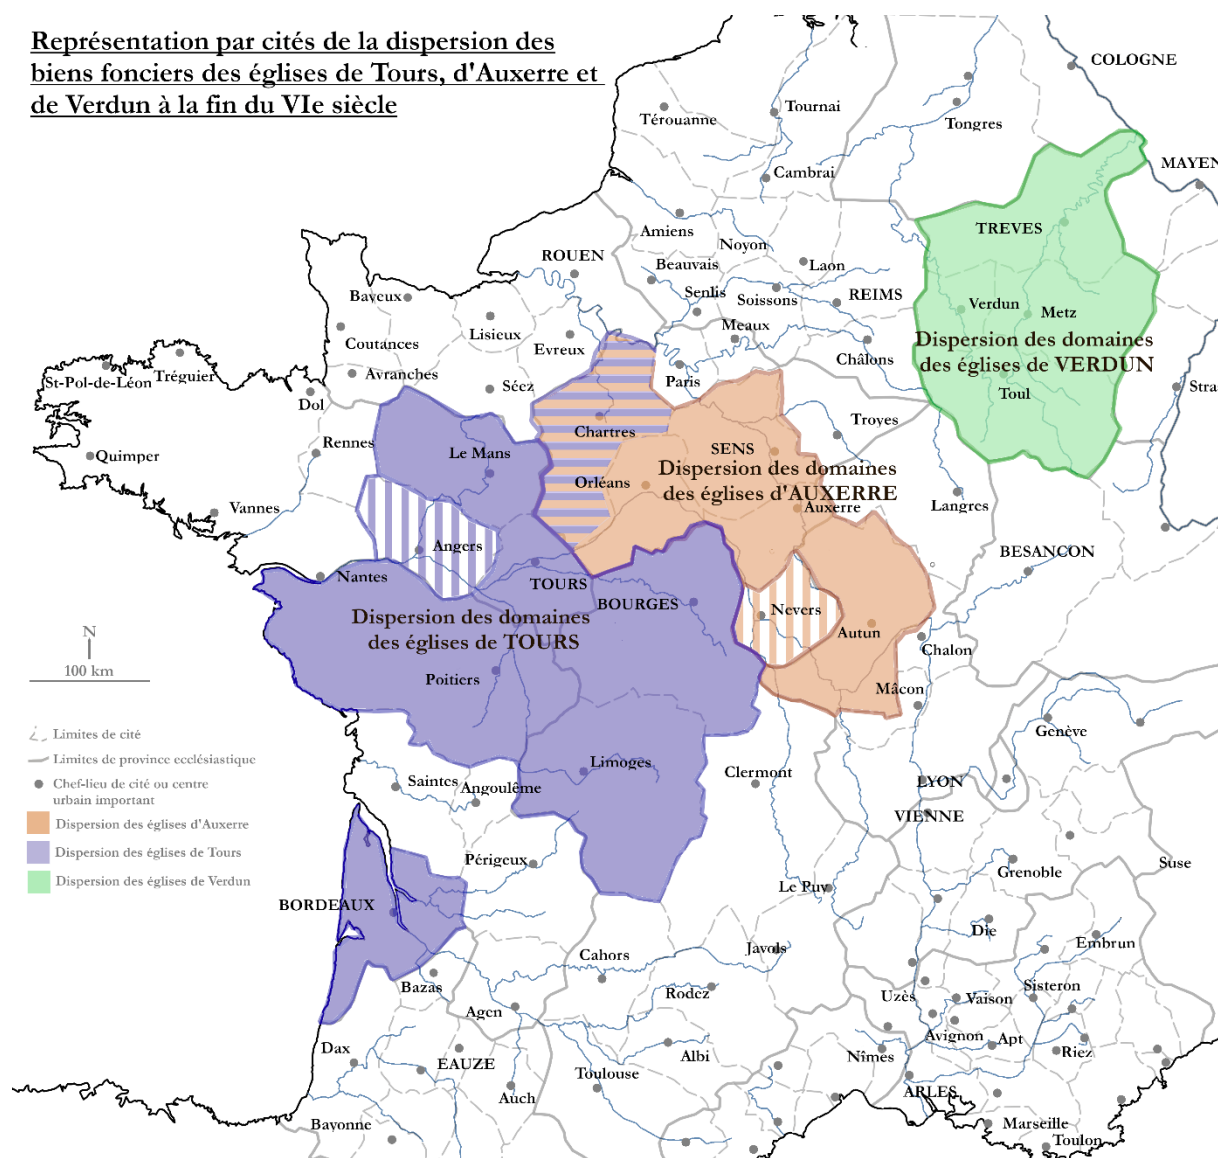 Représentation par cités de la dispersion des
biens fonciers des églises de Tours, d'Auxerre et
de Verdun à la fin du VIe siècle
COLOGNE
Tournai
Térouanne
Tongres
MAYEN
Cambrai
TREVES
Amiens
Noyon
ROUEN
Beauvais
Laon
Senlis
Soissons
REIMS
Bayeux
Verdun
Metz
Lisieux
Meaux
Coutances
Evreux
Châlons
Dispersion des domaines
des églises de VERDUN
St-Pol-de-Léon
Tréguier
Avranches
Séez
Paris
Stra
Dol
Toul
Troyes
Chartres
Rennes
Le Mans
SENS
Quimper
Dispersion des domaines
des églises d'AUXERRE
Orléans
Vannes
Auxerre
Langres
Angers
BESANCON
Nantes
TOURS
BOURGES
Nevers
Dispersion des domaines
des églises de TOURS
Autun
N
100 km
Chalon
Poitiers
Mâcon
Genève
Limites de cité
Limites de province ecclésiastique
Chef-lieu de cité ou centre
urbain important
Dispersion des églises d'Auxerre
Dispersion des églises de Tours
Dispersion des églises de Verdun
Limoges
Clermont
Saintes
Angoulême
LYON
VIENNE
Périgeux
Suse
Grenoble
Le Puy
BORDEAUX
Die
Embrun
Cahors
Javols
Bazas
Rodez
Sisteron
Uzès
Vaison
Agen
Avignon
Apt
Dax
Albi
Nîmes
Riez
EAUZE
Toulouse
Auch
ARLES
Bayonne
Marseille
Toulon